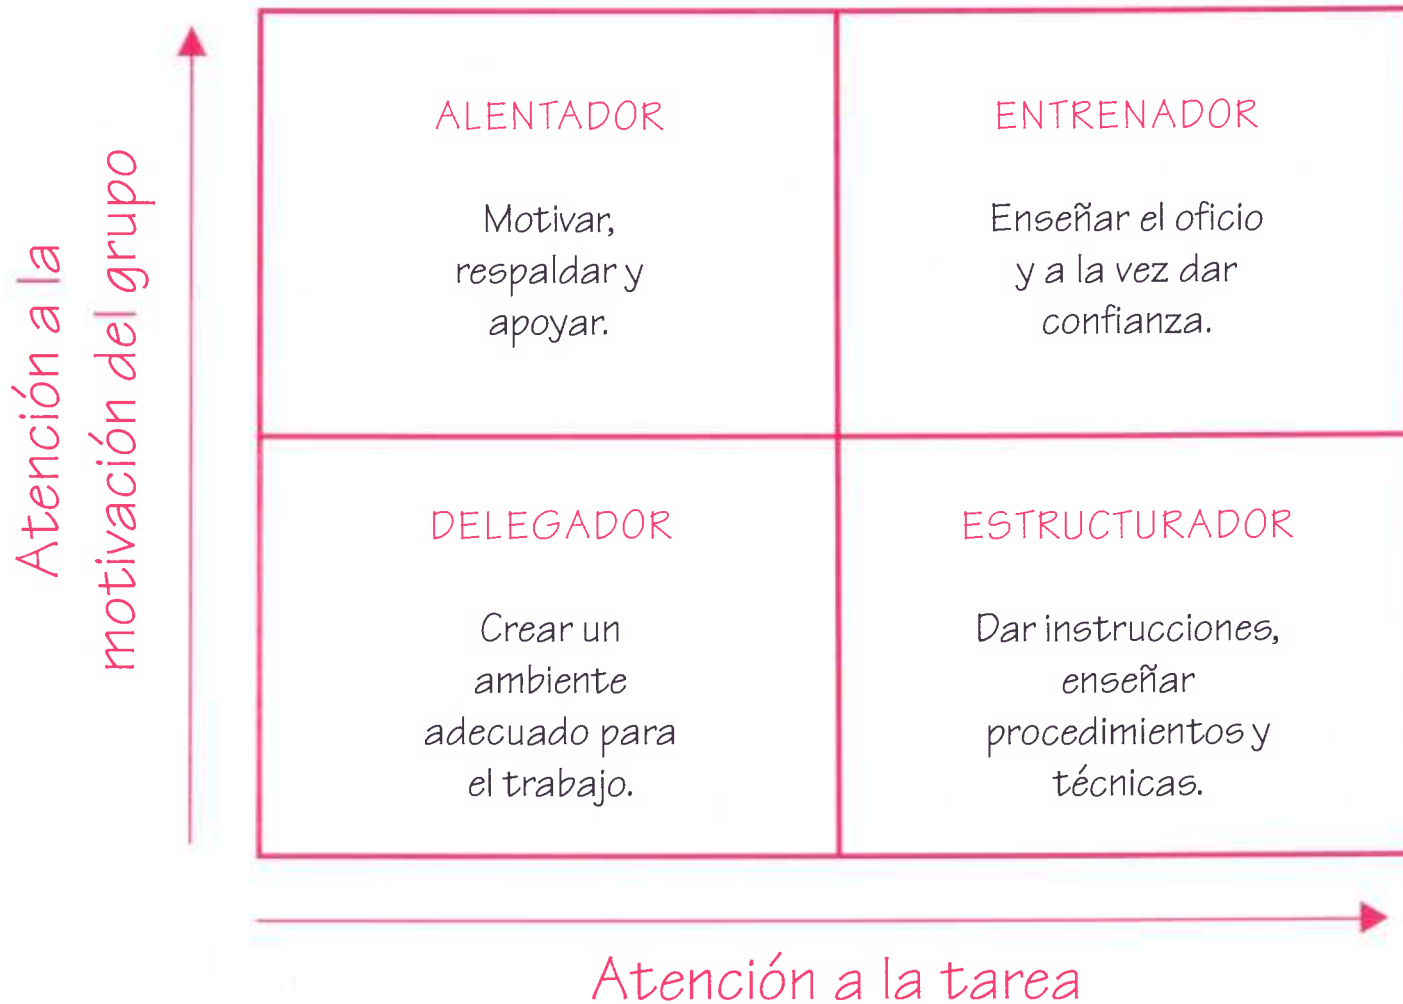 Atención a la
motivación del grupo
ALENTADOR
Motivar,
respaldar y
apoyar.
ENTRENADOR
Enseñar el oficio
y a la vez dar
confianza.
DELEGADOR
Crear un
ambiente
adecuado para
el trabajo.
ESTRUCTURADOR
Dar instrucciones,
enseñar
procedimientos y
técnicas.
Atención a la tarea